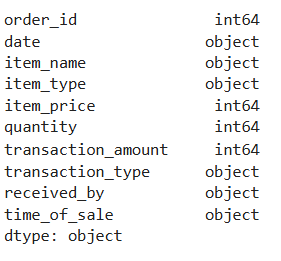 order_id int64
date object
item_name object
item_type object
item_price int64
quantity int64
transaction_amount int64
transaction_type object
received_by object
time_of_sale object
dtype: object